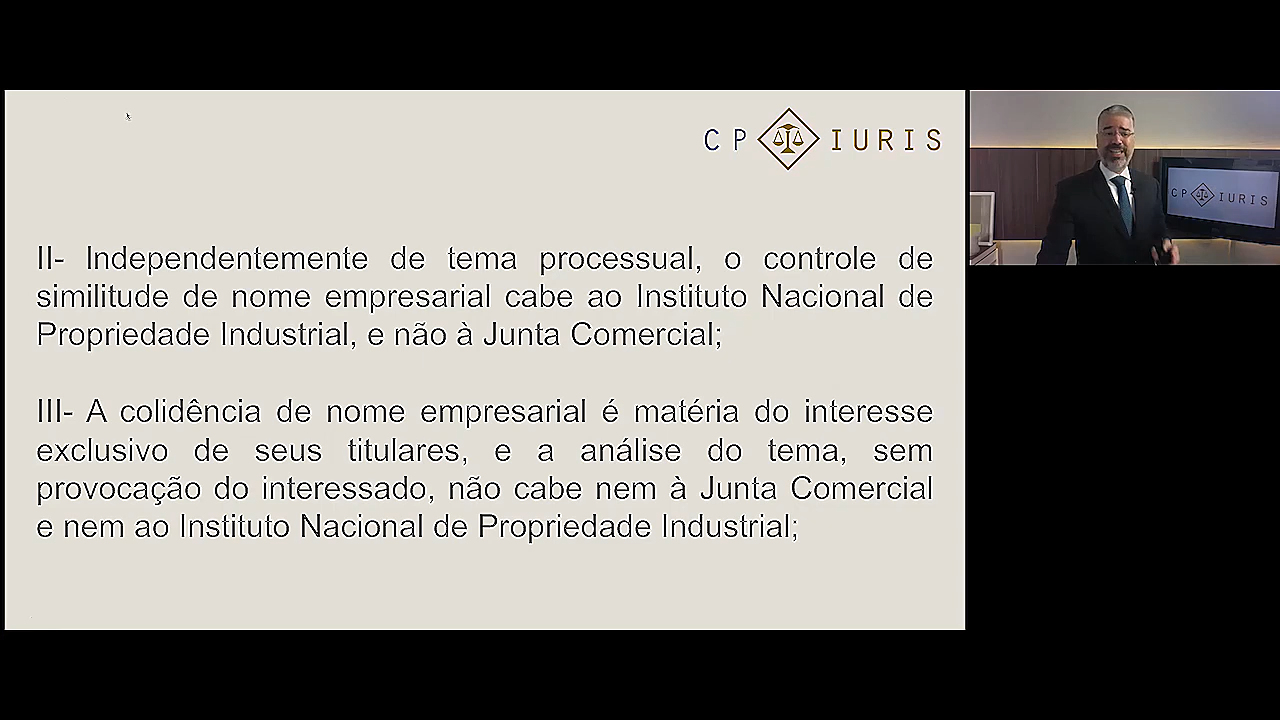 CP IURIS
CP IURIS
II- Independentemente de tema processual, o controle de
similitude de nome empresarial cabe ao Instituto Nacional de
Propriedade Industrial, e não à Junta Comercial;
III- A colidência de nome empresarial é matéria do interesse
exclusivo de seus titulares, e a análise do tema, sem
provocação do interessado, não cabe nem à Junta Comercial
e nem ao Instituto Nacional de Propriedade Industrial;